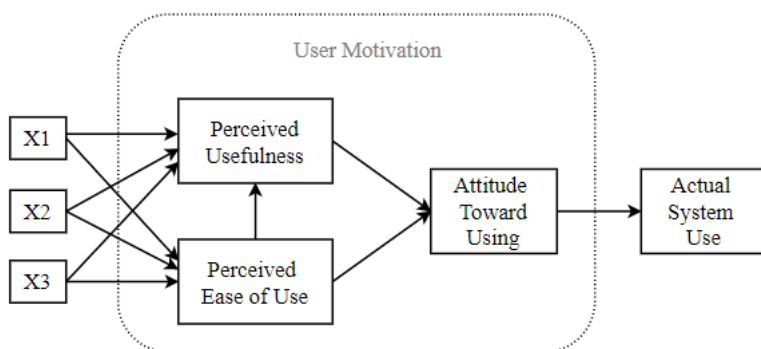 User Motivation
X1
X2
X3
Perceived
Usefulness
Perceived
Ease of Use
Attitude
Toward
Using
Actual
System
Use